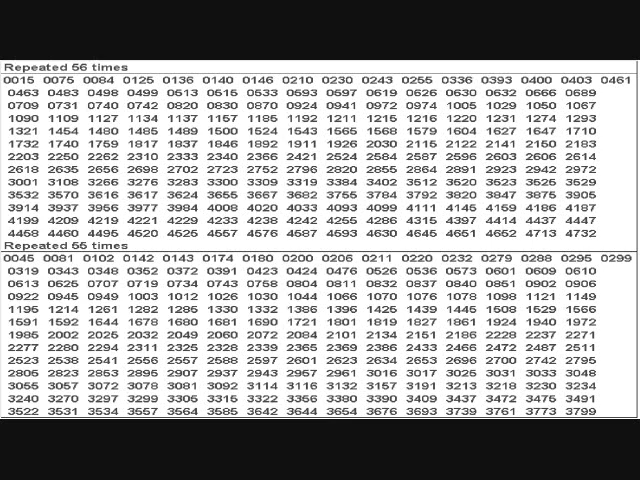 Repeated 56 times
0015 0075 0084 0125 0136 0140 0146 0210 0230 0243 0255 0336 0393 0400 0403 0461
0463 0483 0498 0499 0513 0515 0533 0593 0597 0619 0626 0630 0632 0666 0689
0709 0731 0740 0742 0820 0830 0870 0924 0941 0972 0974 1005 1029 1050 1067
1090 1109 1127 1134 1137 1157 1185 1192 1211 1215 1216 1220 1231 1274 1293
1321 1454 1480 1485 1489 1500 1524 1543 1565 1568 1579 1604 1627 1647 1710
1732 1740 1759 1817 1837 1846 1892 1911 1926 2030 2115 2122 2141 2150 2183
2203 2250 2262 2310 2333 2340 2366 2421 2524 2584 2587 2596 2603 2606 2614
2618 2635 2656 2698 2702 2723 2752 2796 2820 2855 2864 2891 2923 2942 2972
3001 3108 3266 3276 3283 3300 3309 3319 3384 3402 3512 3520 3523 3526 3529
3532 3570 3616 3617 3624 3655 3667 3682 3755 3784 3792 3820 3847 3875 3905
3914 3937 3956 3977 3984 4008 4020 4033 4093 4099 4111 4145 4159 4186 4187
4199 4209 4219 4221 4229 4233 4238 4242 4255 4286 4315 4397 4414 4437 4447
4458 4460 4495 4520 4525 4557 4576 4587 4593 4630 4645 4651 4652 4713 4732
Repeated 55 times
0045 0081 0102 0142 0143 0174 0180 0200 0206 0211 0220 0232 0279 0288 0295 0299
0319 0343 0348 0352 0372 0391 0423 0424 0476 0526 0536 0573 0601 0609 0610
0613 0625 0707 0719 0734 0743 0758 0804 0811 0832 0837 0840 0851 0902 0906
0922 0945 0949 1003 1012 1026 1030 1044 1066 1070 1076 1078 1098 1121 1149
1195 1214 1261 1282 1285 1330 1332 1386 1396 1425 1439 1445 1508 1529 1566
1591 1592 1644 1678 1680 1681 1690 1721 1801 1819 1827 1861 1924 1940 1972
1985 2002 2025 2032 2049 2060 2072 2084 2101 2134 2151 2186 2228 2237 2271
2277 2280 2294 2311 2325 2328 2339 2365 2369 2386 2433 2466 2472 2487 2511
2523 2538 2541 2556 2557 2588 2597 2601 2623 2634 2653 2696 2700 2742 2795
2806 2823 2853 2895 2907 2937 2943 2957 2961 3016 3017 3025 3031 3033 3048
3055 3057 3072 3078 3081 3092 3114 3116 3132 3157 3191 3213 3218 3230 3234
3240 3270 3297 3299 3305 3315 3322 3356 3380 3390 3409 3437 3472 3475 3491
3522 3531 3534 3557 3564 3585 3642 3644 3654 3676 3693 3739 3761 3773 3799